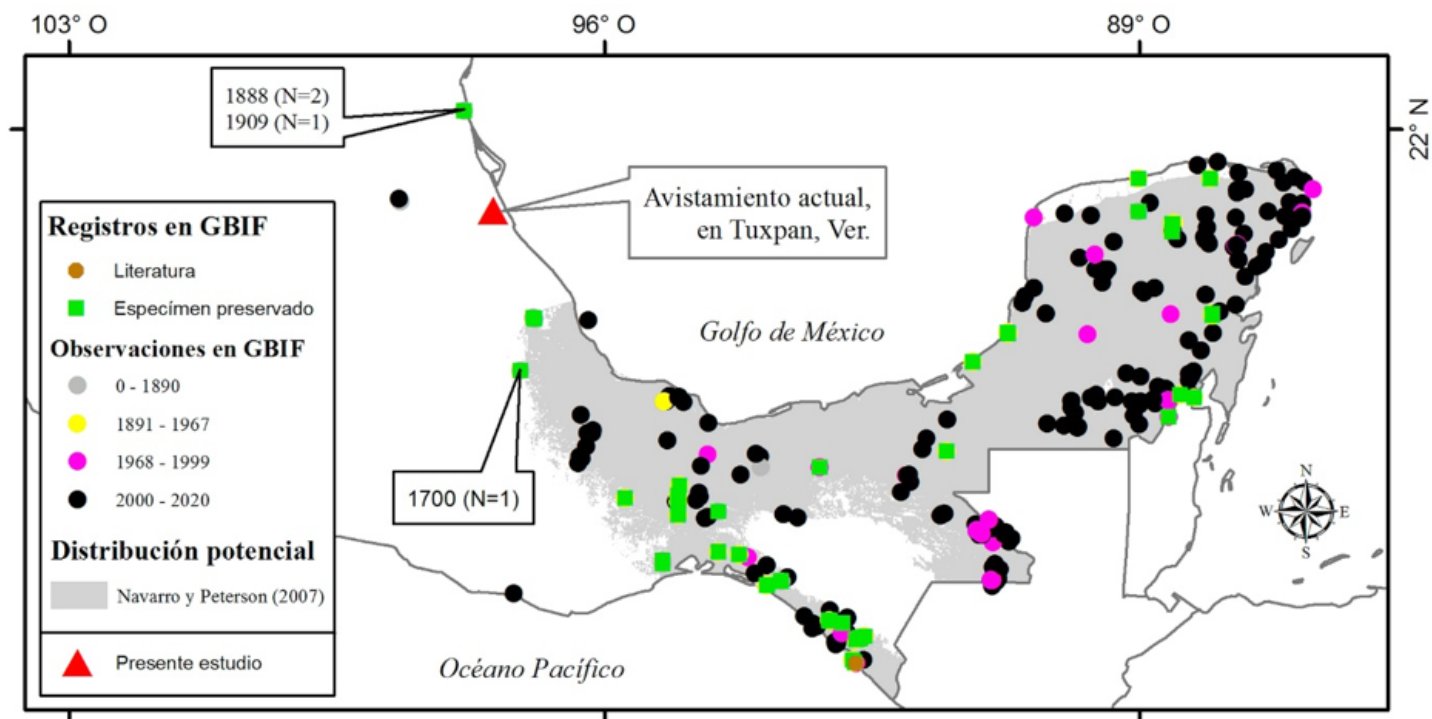 103° O
96° O
89° O
22° N
1888 (N=2)
1909 (N=1)
Avistamiento actual,
en Tuxpan, Ver.
Registros en GBIF
Literatura
Espécímen preservado
Observaciones en GBIF
0 - 1890
1891 - 1967
1968 - 1999
2000 - 2020
Distribución potencial
Navarro y Peterson (2007)
Presente estudio
Golfo de México
1700 (N=1)
Océano Pacífico
N
W
E
S